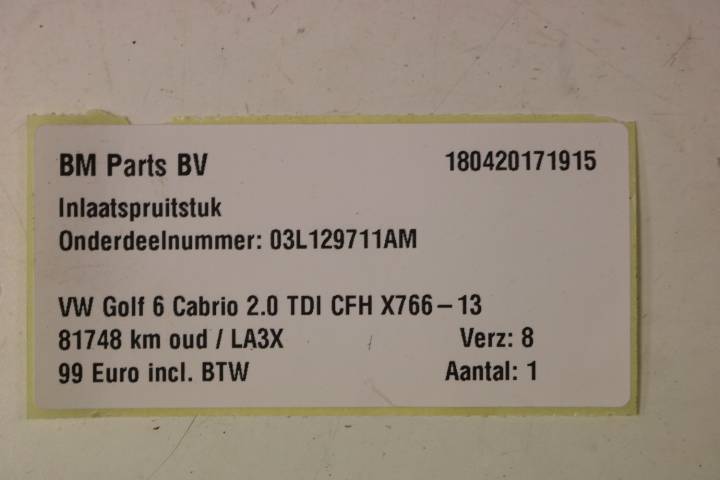 BM Parts BV 180420171915
Inlaatspruitstuk
Onderdeelnummer: 03L129711AM
VW Golf 6 Cabrio 2.0 TDI CFH X766-13
81748 km oud / LA3X Verz: 8
99 Euro incl. BTW Aantal: 1